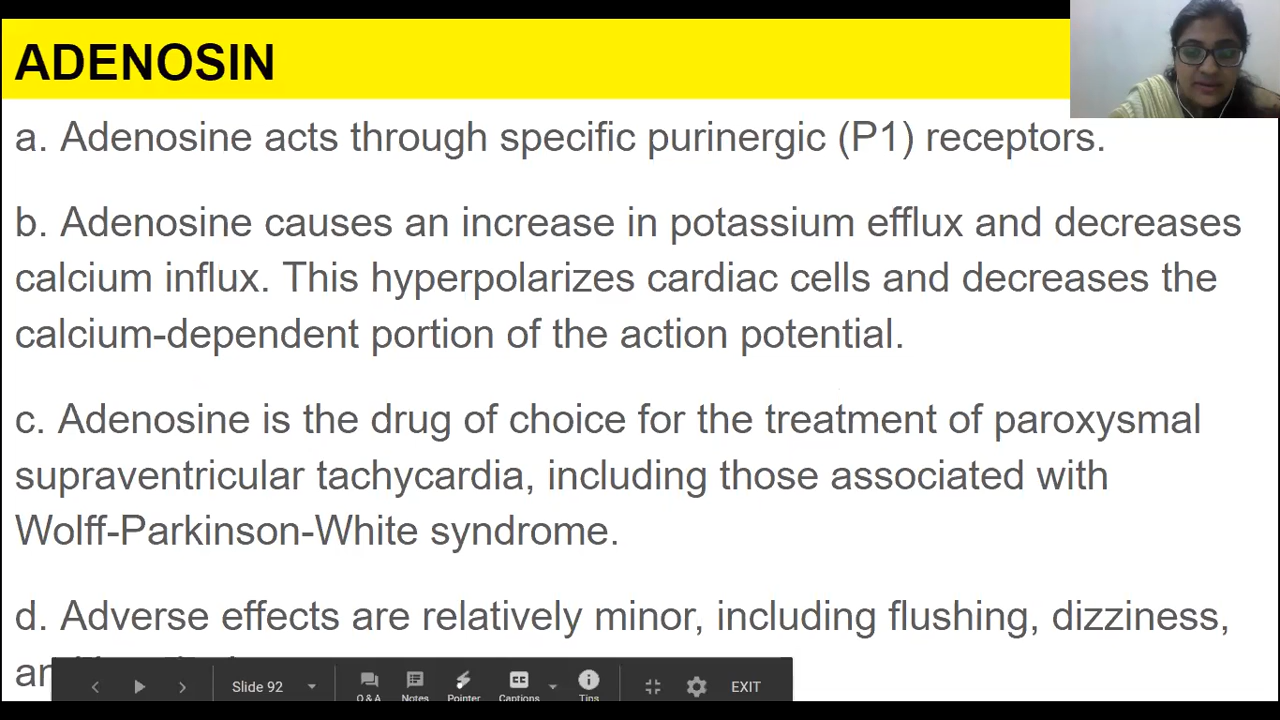 ADENOSIN
a. Adenosine acts through specific purinergic (P1) receptors.
b. Adenosine causes an increase in potassium efflux and decreases
calcium influx. This hyperpolarizes cardiac cells and decreases the
calcium-dependent portion of the action potential.
c. Adenosine is the drug of choice for the treatment of paroxysmal
supraventricular tachycardia, including those associated with
Wolff-Parkinson-White syndrome.
d. Adverse effects are relatively minor, including flushing, dizziness,
Slide 92
Q & A Notes Pointer Captions Tips EXIT